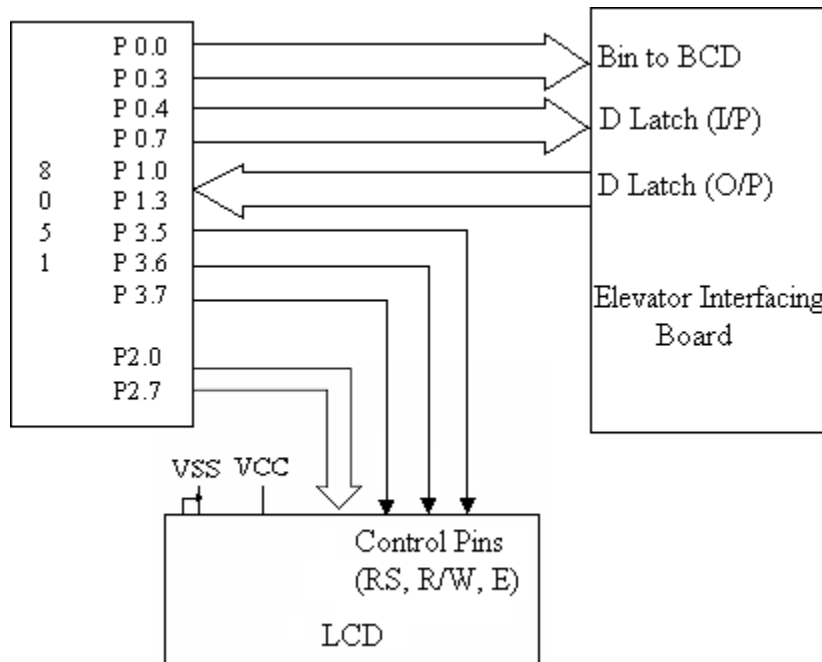 P 0.0
P 0.3
P 0.4
P 0.7
P 1.0
P 1.3
P 3.5
P 3.6
P 3.7
P2.0
P2.7
8
0
5
1
Bin to BCD
D Latch (I/P)
D Latch (O/P)
Elevator Interfacing
Board
VSS VCC
Control Pins
(RS, R/W, E)
LCD